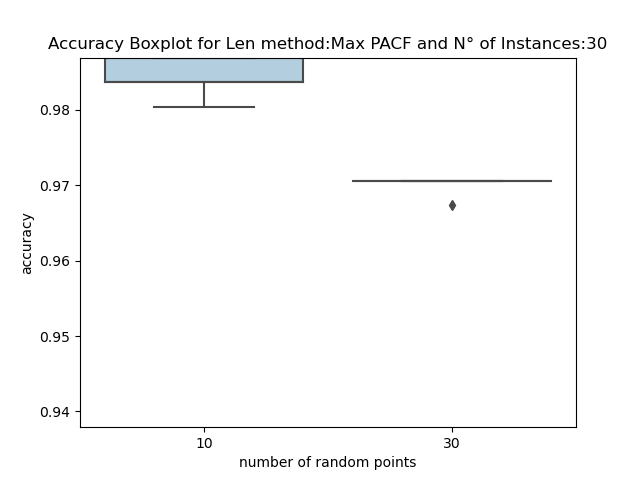 Accuracy Boxplot for Len method:Max PACF and N° of Instances:30
0.98
0.97
0.96
0.95
0.94
accuracy
10
30
number of random points